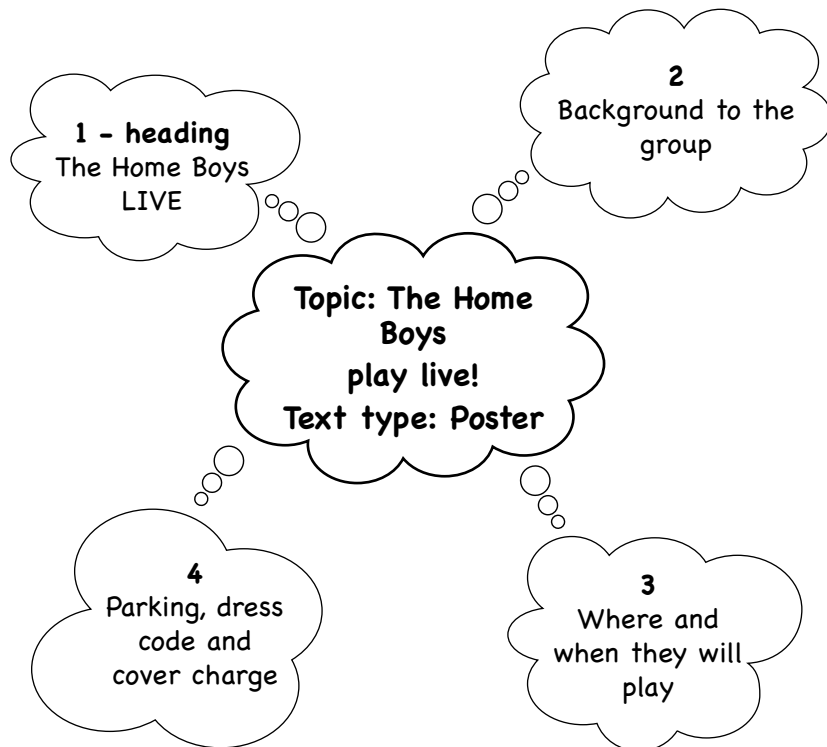 1 - heading
The Home Boys
LIVE
2
Background to the
group
Topic: The Home
Boys
play live!
Text type: Poster
3
Where and
when they will
play
4
Parking, dress
code and
cover charge